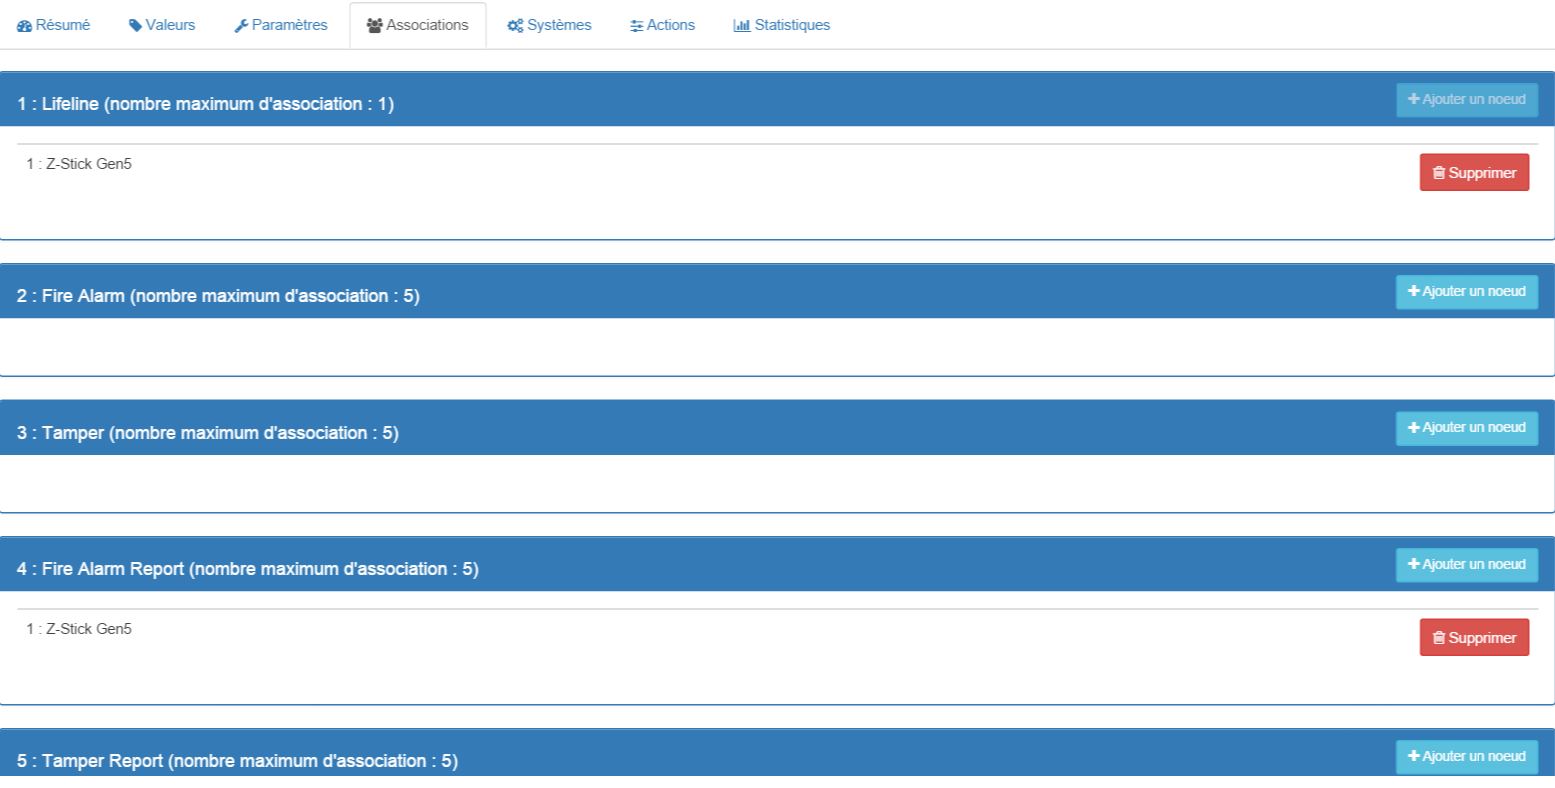 Résumé Valeurs Paramètres Associations Systèmes Actions Statistiques
1 : Lifeline (nombre maximum d'association : 1) Ajouter un noeud
1 : Z-Stick Gen5 Supprimer
2 : Fire Alarm (nombre maximum d'association : 5) Ajouter un noeud
3 : Tamper (nombre maximum d'association : 5) Ajouter un noeud
4 : Fire Alarm Report (nombre maximum d'association : 5) Ajouter un noeud
1 : Z-Stick Gen5 Supprimer
5 : Tamper Report (nombre maximum d'association : 5) Ajouter un noeud